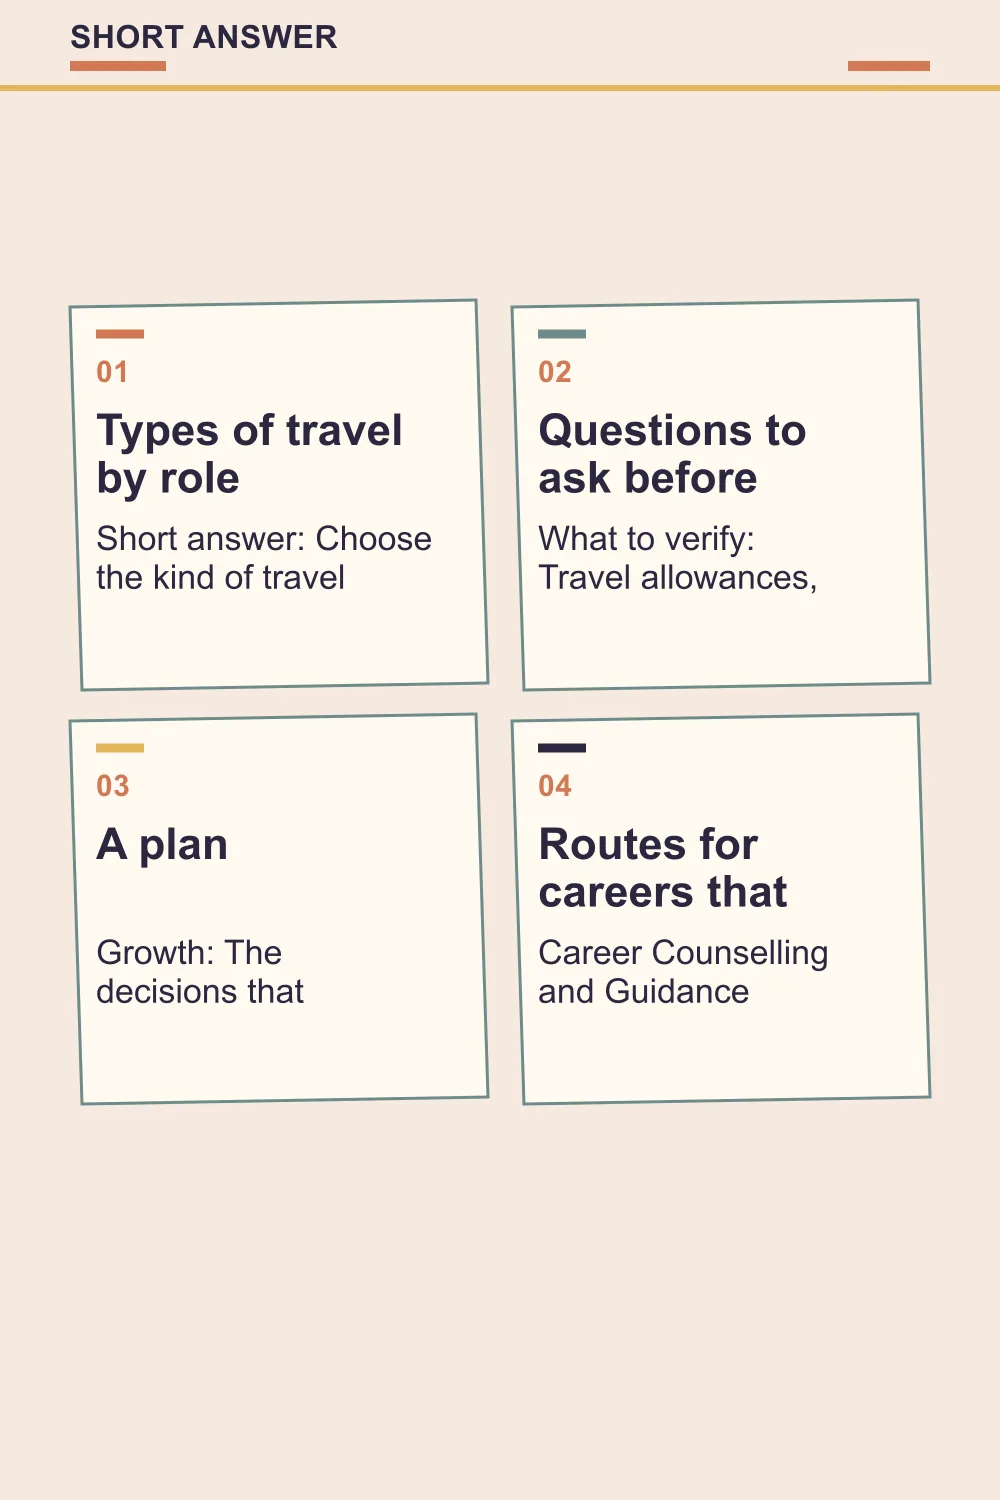 SHORT ANSWER
01
Types of travel
by role
Short answer: Choose
the kind of travel
02
Questions to
ask before
What to verify:
Travel allowances,
03
A plan
Growth: The
decisions that
04
Routes for
careers that
Career Counselling
and Guidance